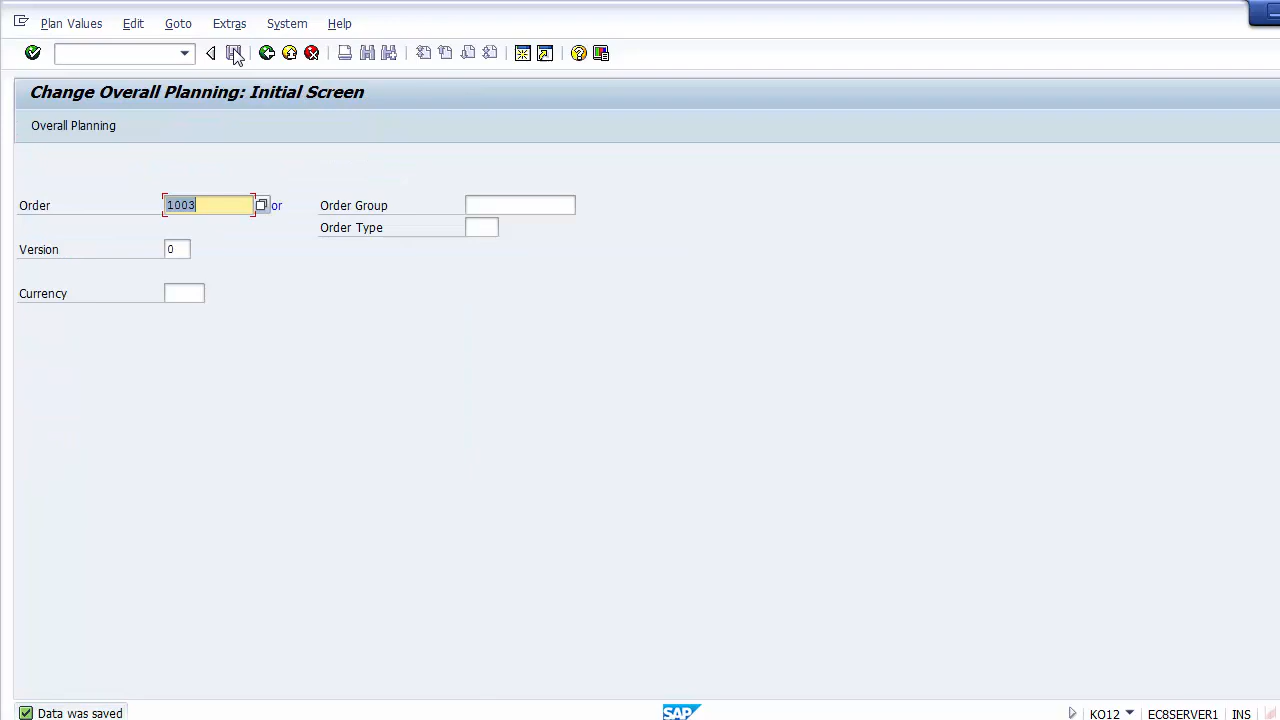 Plan Values Edit Goto Extras System Help
Change Overall Planning: Initial Screen
Overall Planning
Order 1003 or Order Group
Order Type
Version 0
Currency
Data was saved SAP KO12 EC8SERVER1 INS